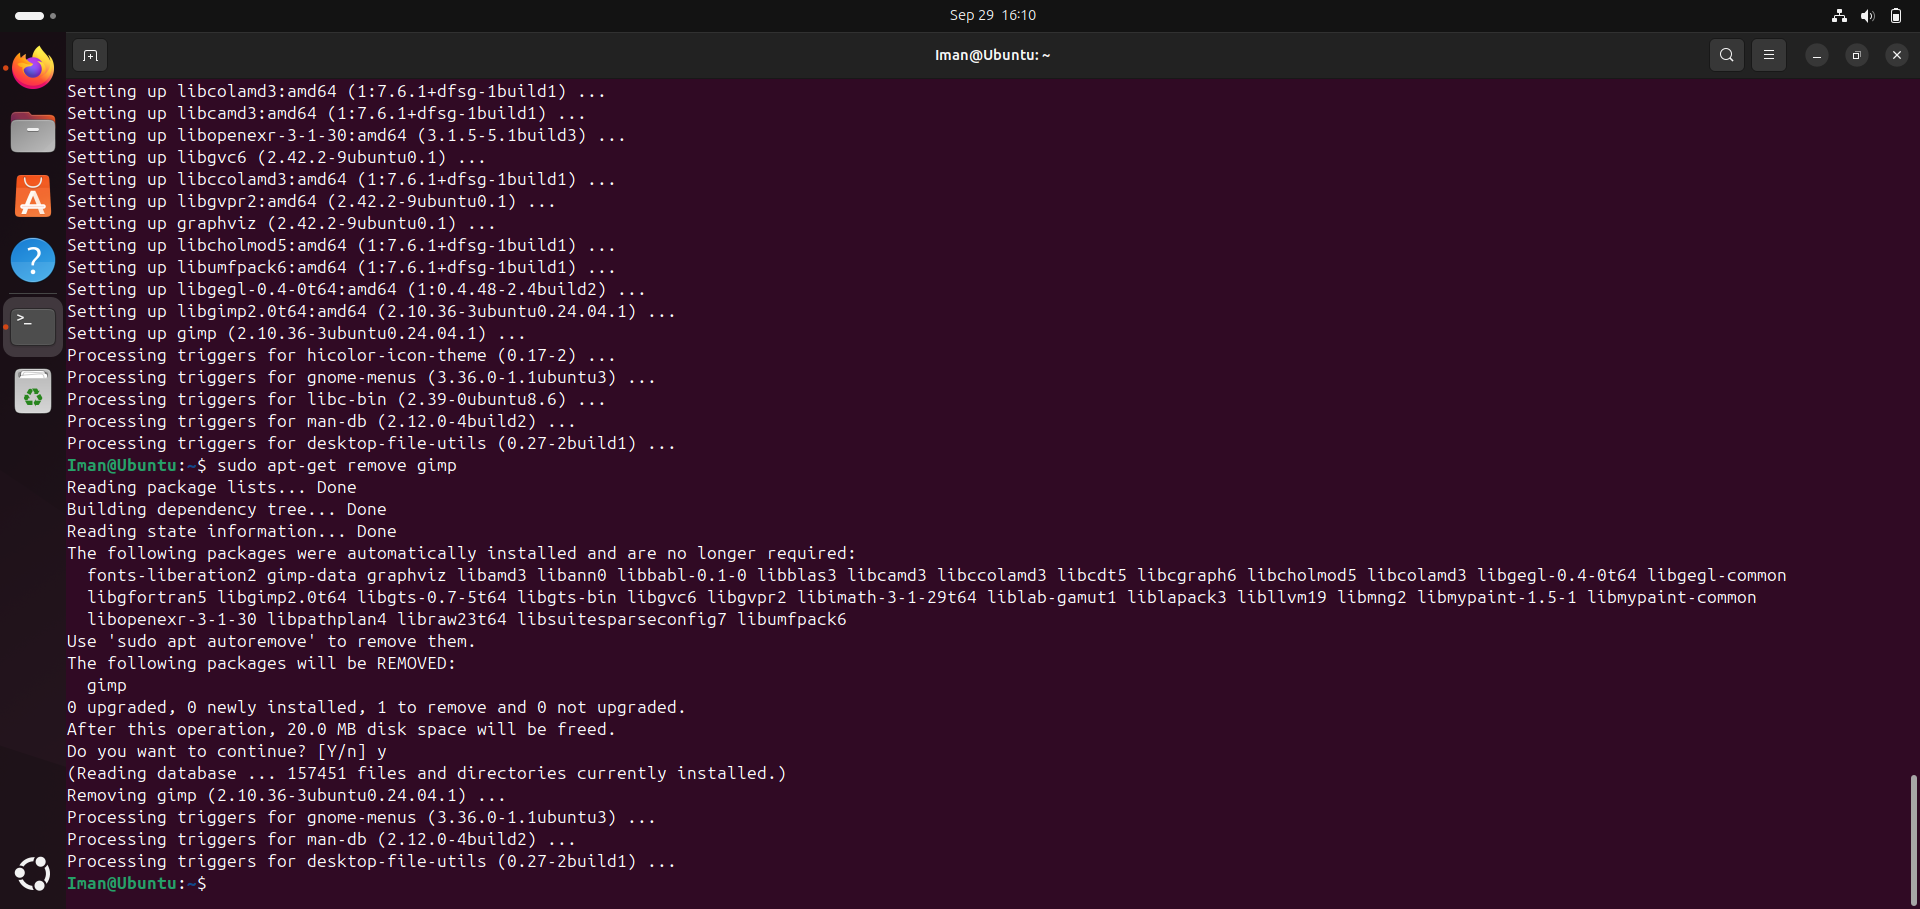 Sep 29 16:10
Iman@Ubuntu: ~
Setting up libcolamd3:amd64 (1:7.6.1+dfsg-1build1) ...
Setting up libcamd3:amd64 (1:7.6.1+dfsg-1build1) ...
Setting up libopenexr-3-1-30:amd64 (3.1.5-5.1build3) ...
Setting up libgvc6 (2.42.2-9ubuntu0.1) ...
Setting up libccolamd3:amd64 (1:7.6.1+dfsg-1build1) ...
Setting up libgvpr2:amd64 (2.42.2-9ubuntu0.1) ...
Setting up graphviz (2.42.2-9ubuntu0.1) ...
Setting up libcholmod5:amd64 (1:7.6.1+dfsg-1build1) ...
Setting up libumfpack6:amd64 (1:7.6.1+dfsg-1build1) ...
Setting up libgegl-0.4-0t64:amd64 (1:0.4.48-2.4build2) ...
Setting up libgimp2.0t64:amd64 (2.10.36-3ubuntu0.24.04.1) ...
Setting up gimp (2.10.36-3ubuntu0.24.04.1) ...
Processing triggers for hicolor-icon-theme (0.17-2) ...
Processing triggers for gnome-menus (3.36.0-1.1ubuntu3) ...
Processing triggers for libc-bin (2.39-0ubuntu8.6) ...
Processing triggers for man-db (2.12.0-4build2) ...
Processing triggers for desktop-file-utils (0.27-2build1) ...
Iman@Ubuntu:~$ sudo apt-get remove gimp
Reading package lists... Done
Building dependency tree... Done
Reading state information... Done
The following packages were automatically installed and are no longer required:
  fonts-liberation2 gimp-data graphviz libamd3 libann0 libbabl-0.1-0 libblas3 libcamd3 libccolamd3 libcdt5 libcgraph6 libcholmod5 libcolamd3 libgegl-0.4-0t64 libgegl-common
  libgfortran5 libgimp2.0t64 libgts-0.7-5t64 libgts-bin libgvc6 libgvpr2 libimath-3-1-29t64 liblab-gamut1 liblapack3 libllvm19 libmng2 libmypaint-1.5-1 libmypaint-common
  libopenexr-3-1-30 libpathplan4 libraw23t64 libsuitesparseconfig7 libumfpack6
Use 'sudo apt autoremove' to remove them.
The following packages will be REMOVED:
  gimp
0 upgraded, 0 newly installed, 1 to remove and 0 not upgraded.
After this operation, 20.0 MB disk space will be freed.
Do you want to continue? [Y/n] y
(Reading database ... 157451 files and directories currently installed.)
Removing gimp (2.10.36-3ubuntu0.24.04.1) ...
Processing triggers for gnome-menus (3.36.0-1.1ubuntu3) ...
Processing triggers for man-db (2.12.0-4build2) ...
Processing triggers for desktop-file-utils (0.27-2build1) ...
Iman@Ubuntu:~$